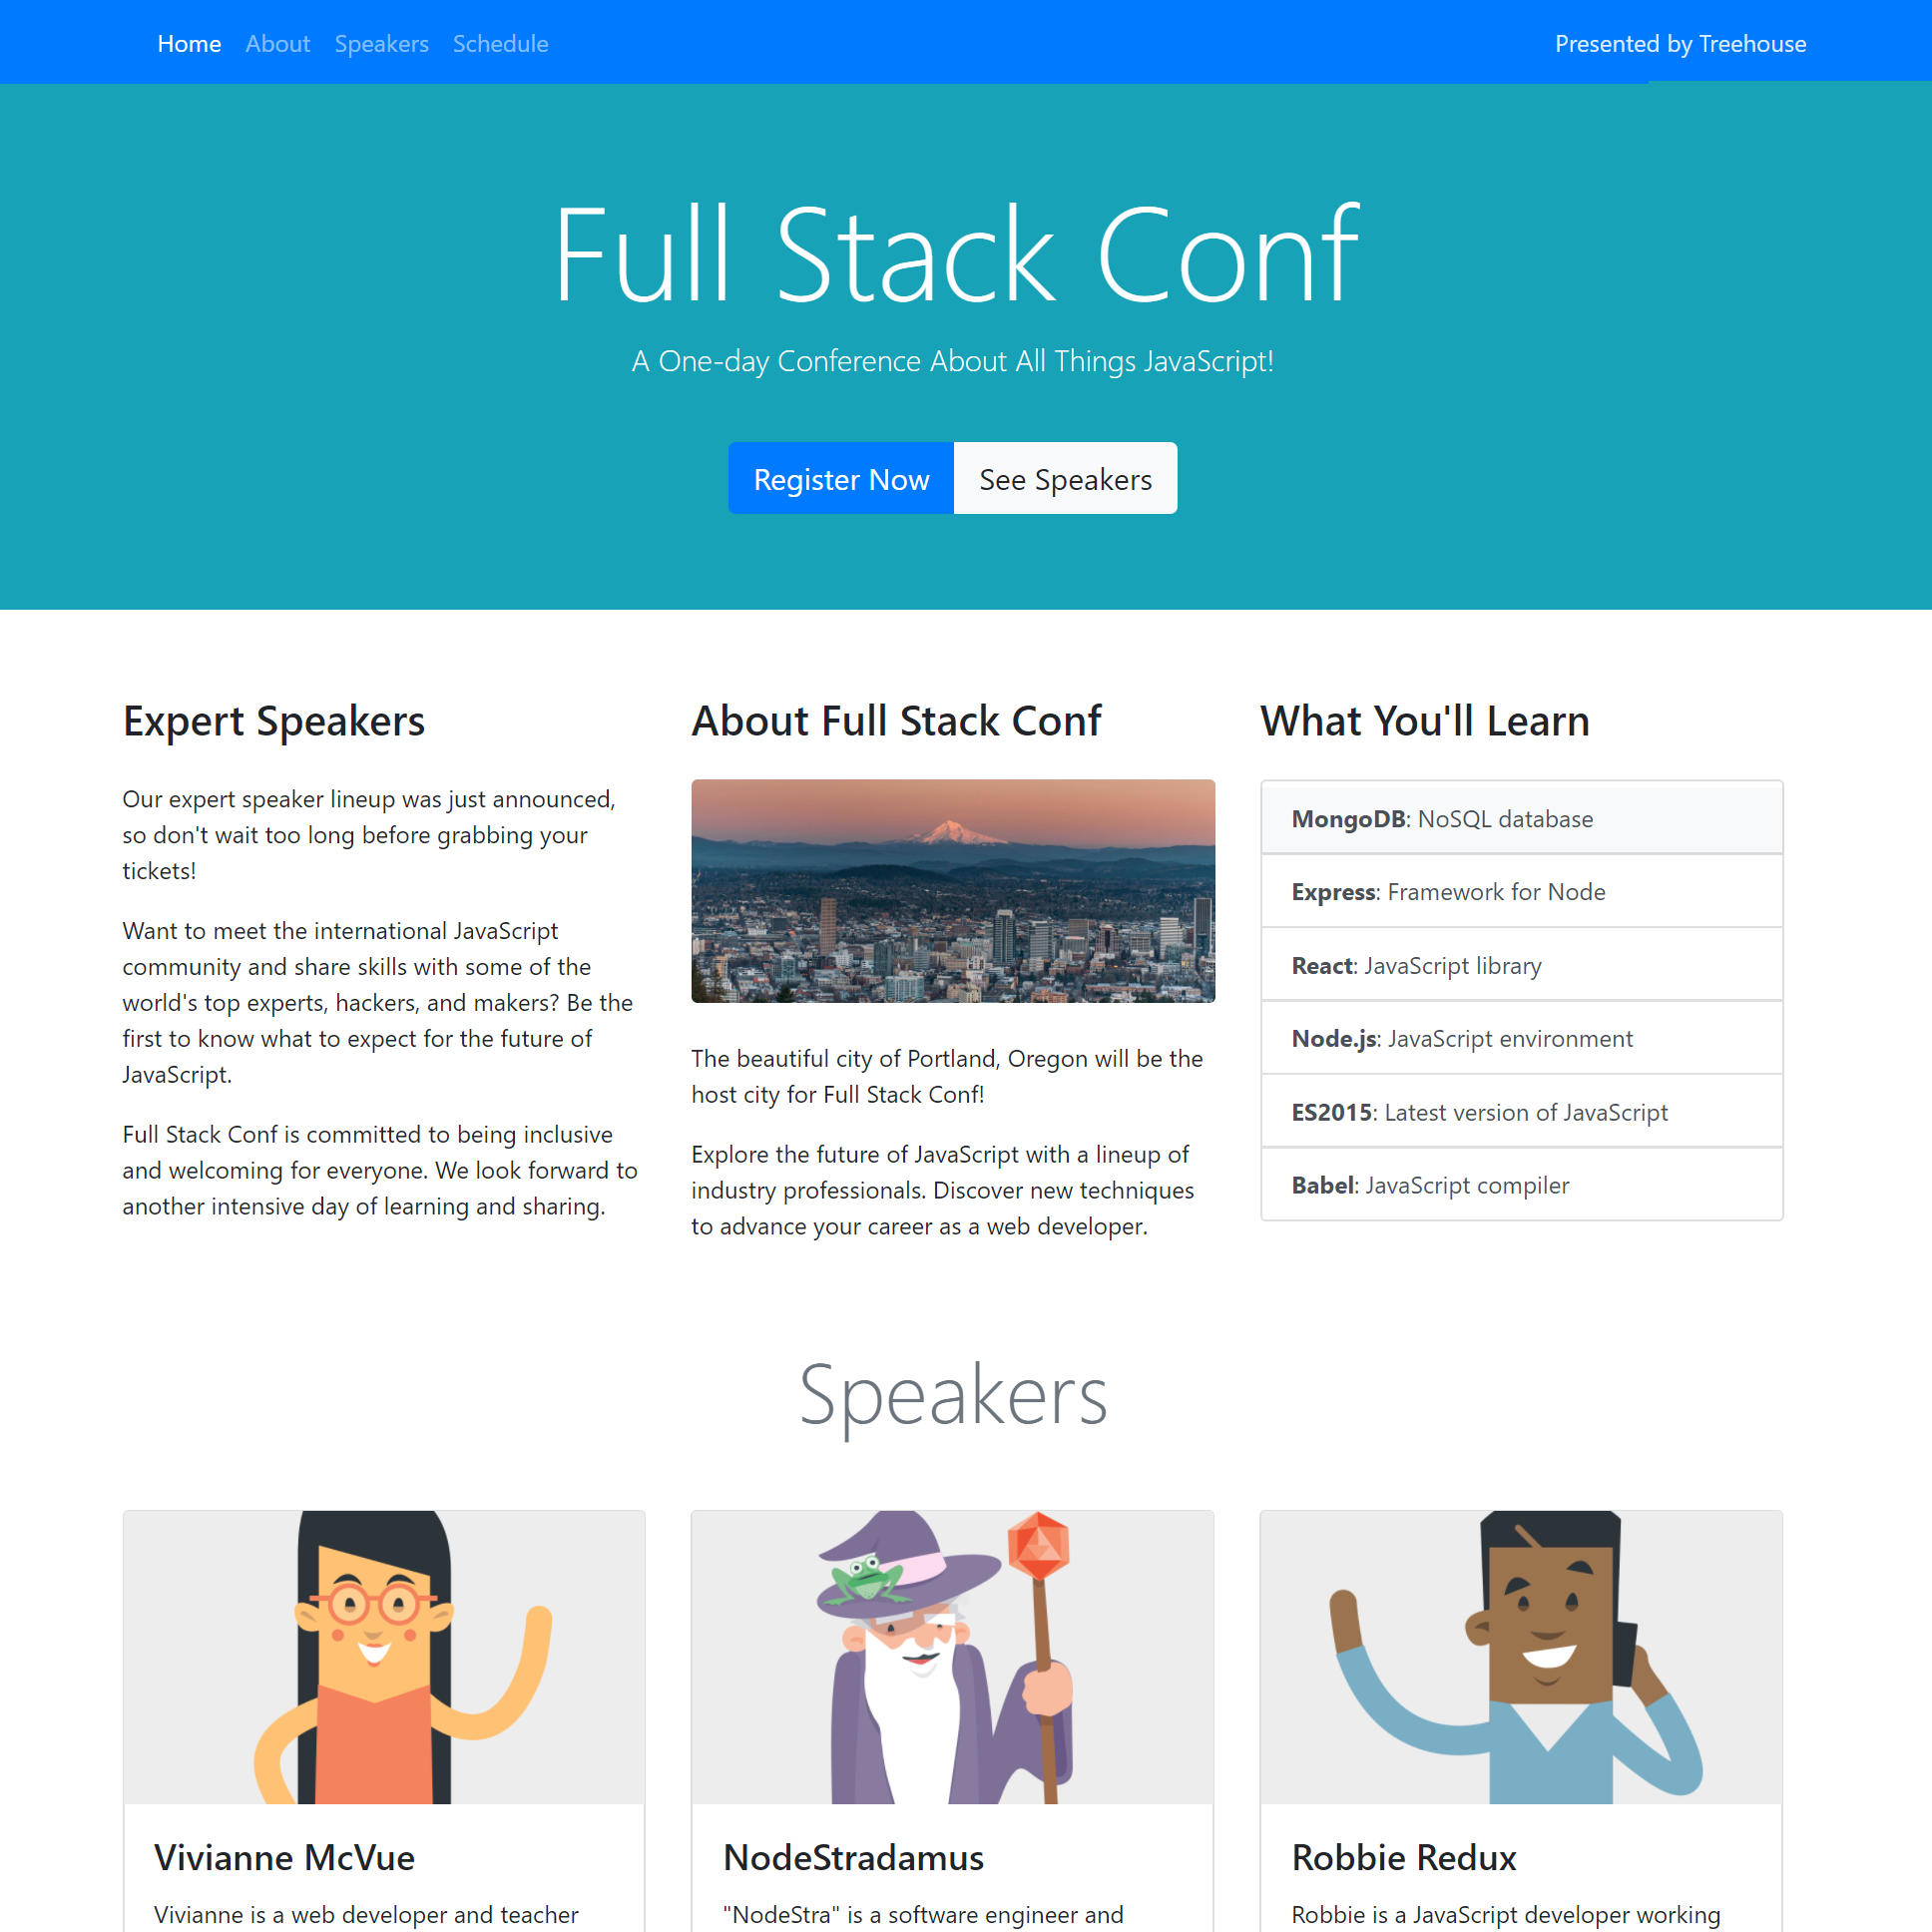 Home About Speakers Schedule Presented by Treehouse
Full Stack Conf
A One-day Conference About All Things JavaScript!
Register Now See Speakers
Expert Speakers
Our expert speaker lineup was just announced,
so don't wait too long before grabbing your
tickets!
Want to meet the international JavaScript
community and share skills with some of the
world's top experts, hackers, and makers? Be the
first to know what to expect for the future of
JavaScript.
Full Stack Conf is committed to being inclusive
and welcoming for everyone. We look forward to
another intensive day of learning and sharing.
About Full Stack Conf
The beautiful city of Portland, Oregon will be the
host city for Full Stack Conf!
Explore the future of JavaScript with a lineup of
industry professionals. Discover new techniques
to advance your career as a web developer.
What You'll Learn
MongoDB: NoSQL database
Express: Framework for Node
React: JavaScript library
Node.js: JavaScript environment
ES2015: Latest version of JavaScript
Babel: JavaScript compiler
Speakers
Vivianne McVue
Vivianne is a web developer and teacher
NodeStradamus
"NodeStra" is a software engineer and
Robbie Redux
Robbie is a JavaScript developer working